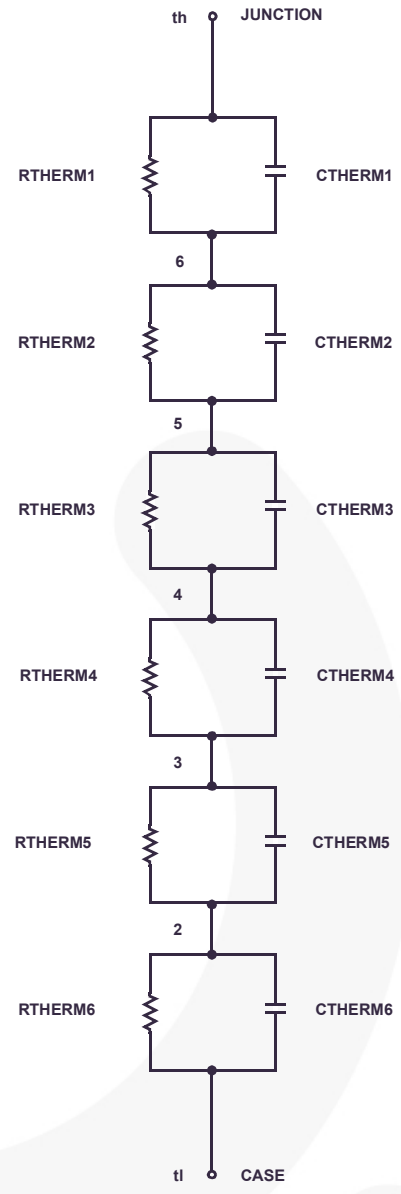 th JUNCTION
RTHERM1 CTHERM1
6
RTHERM2 CTHERM2
5
RTHERM3 CTHERM3
4
RTHERM4 CTHERM4
3
RTHERM5 CTHERM5
2
RTHERM6 CTHERM6
tl CASE